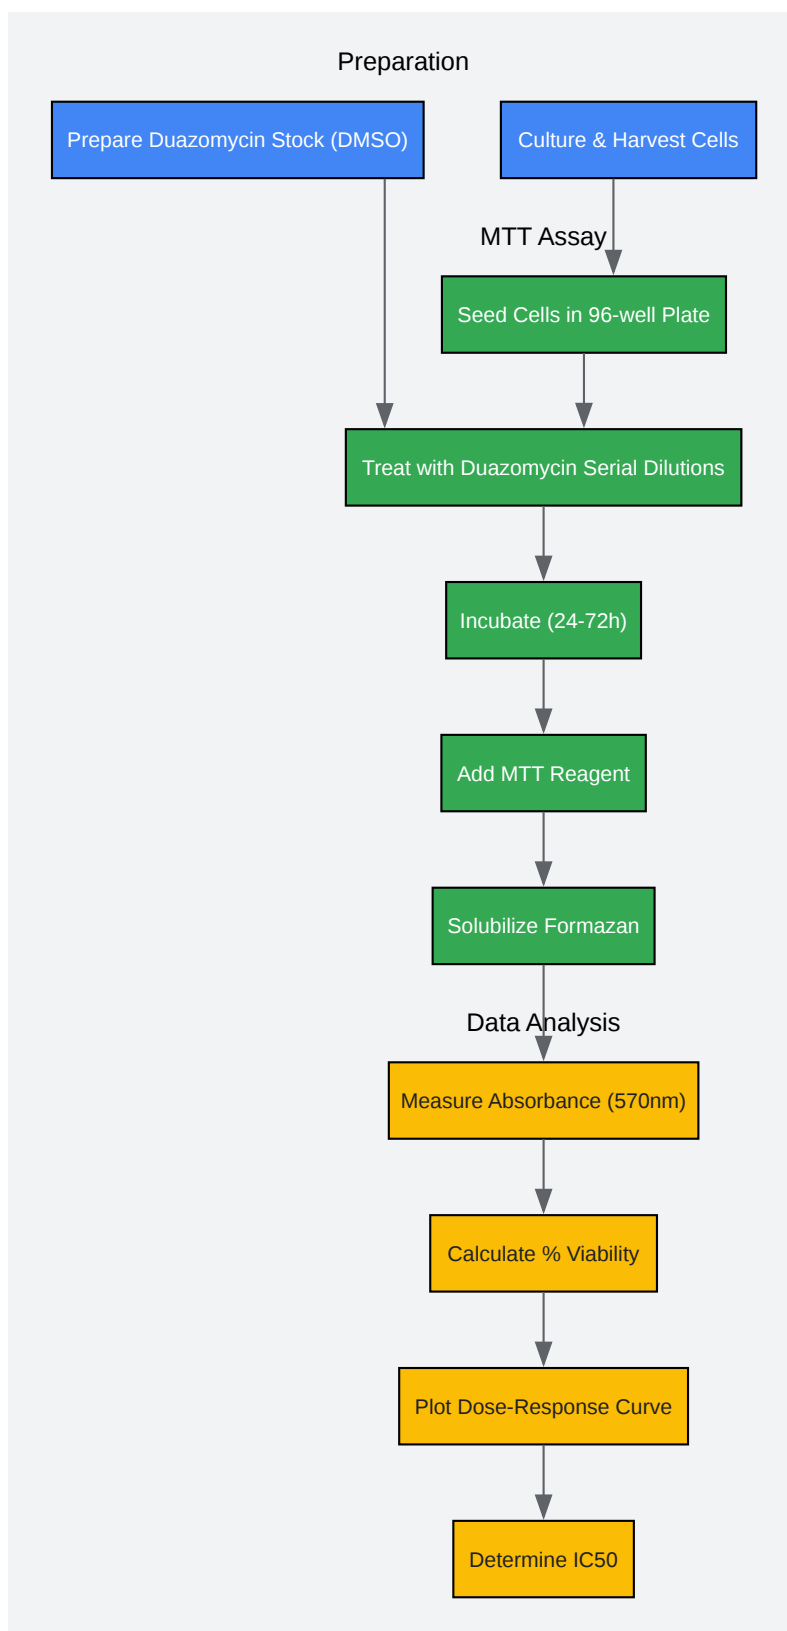 Preparation
Prepare Duazomycin Stock (DMSO)
Culture & Harvest Cells
MTT Assay
Seed Cells in 96-well Plate
Treat with Duazomycin Serial Dilutions
Incubate (24-72h)
Add MTT Reagent
Solubilize Formazan
Data Analysis
Measure Absorbance (570nm)
Calculate % Viability
Plot Dose-Response Curve
Determine IC50